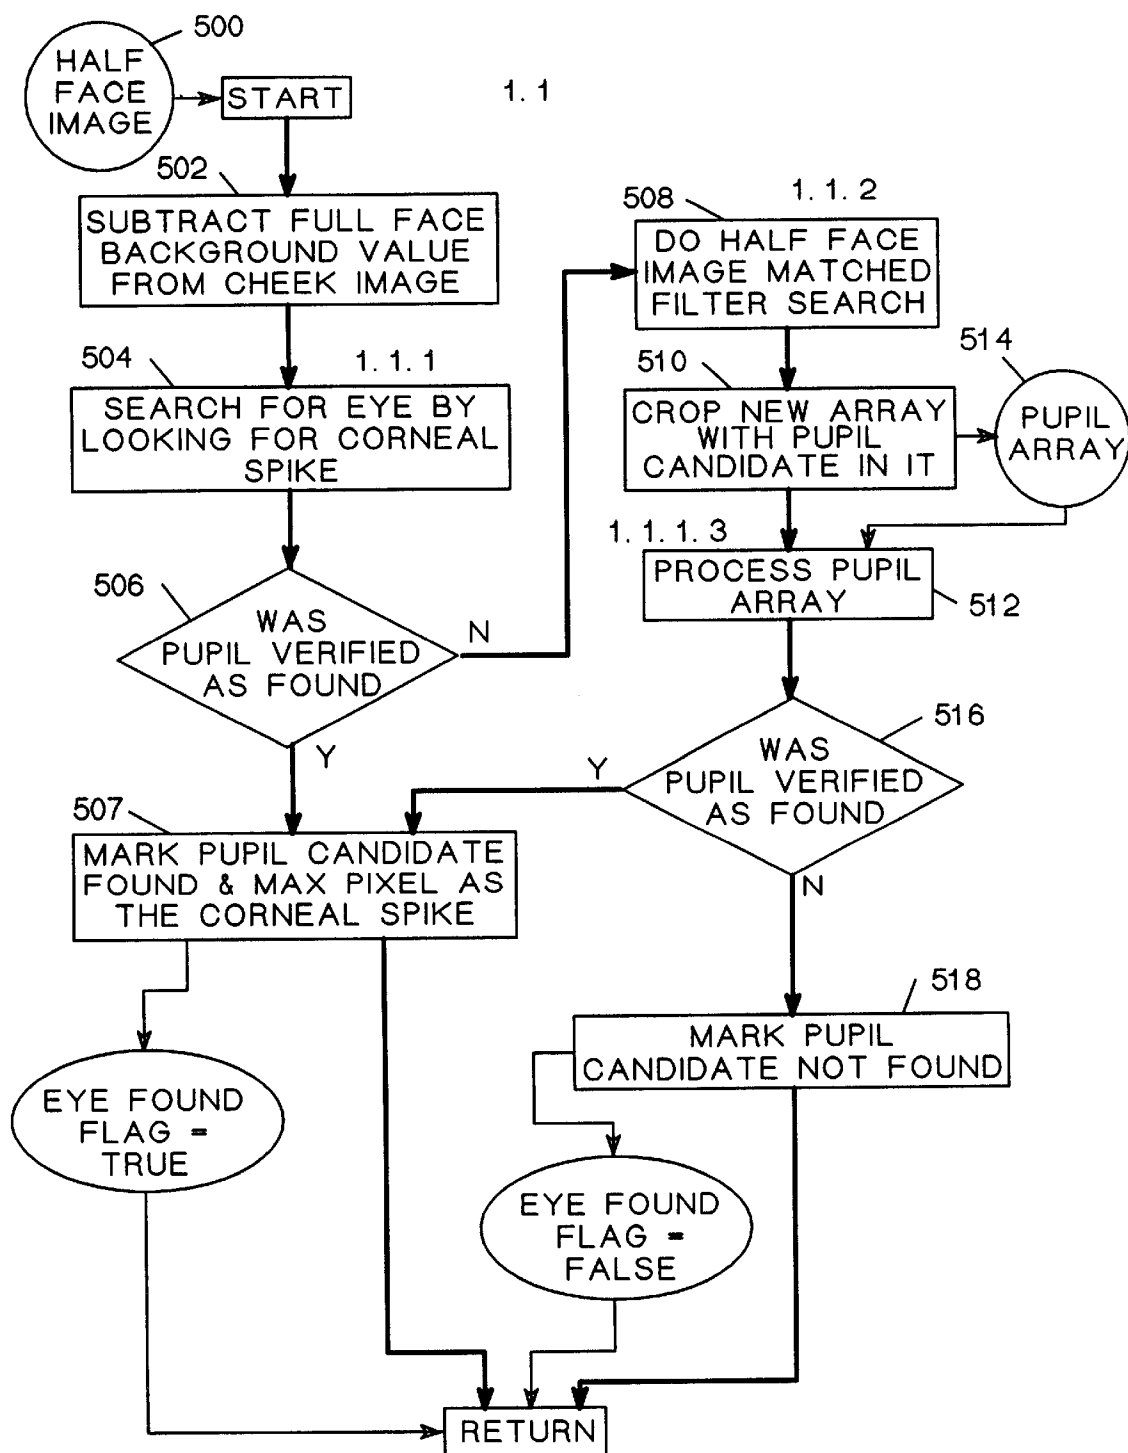 500
HALF
FACE
IMAGE
START
1.1
502
SUBTRACT FULL FACE
BACKGROUND VALUE
FROM CHEEK IMAGE
504
1.1.1
SEARCH FOR EYE BY
LOOKING FOR CORNEAL
SPIKE
506
WAS
PUPIL VERIFIED
AS FOUND
N
Y
507
MARK PUPIL CANDIDATE
FOUND & MAX PIXEL AS
THE CORNEAL SPIKE
EYE FOUND
FLAG =
TRUE
508
1.1.2
DO HALF FACE
IMAGE MATCHED
FILTER SEARCH
510
CROP NEW ARRAY
WITH PUPIL
CANDIDATE IN IT
514
PUPIL
ARRAY
1.1.1.3
PROCESS PUPIL
ARRAY
512
516
WAS
PUPIL VERIFIED
AS FOUND
Y
N
518
MARK PUPIL
CANDIDATE NOT FOUND
EYE FOUND
FLAG =
FALSE
RETURN